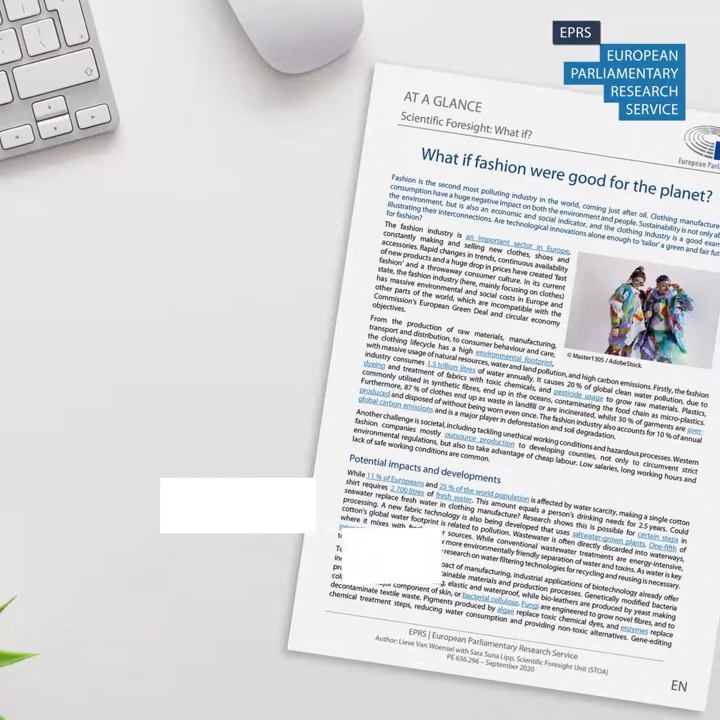 EPRS
EUROPEAN
PARLIAMENTARY
RESEARCH
SERVICE
AT A GLANCE
Scientific Foresight: What if?
European Parl
What if fashion were good for the planet?
Fashion is the second most polluting industry in the world, coming just after oil. Clothing manufacture
consumption have a huge negative impact on both the environment and people. Sustainability is not only ab
the environment, but is also an economic and social indicator, and the clothing industry is a good exam
illustrating their interconnections. Are technological innovations alone enough to 'tailor' a green and fair fut
for fashion?
The fashion industry is an important sector in Europe,
constantly making and selling new clothes, shoes and
accessories. Rapid changes in trends, continuous availability
of new products and a huge drop in prices have created 'fast
fashion' and a throwaway consumer culture. In its current
state, the fashion industry (here, mainly focusing on clothes)
has massive environmental and social costs in Europe and
other parts of the world, which are incompatible with the
Commission's European Green Deal and circular economy
objectives.
© Master1305 / AdobeStock.
From the production of raw materials, manufacturing,
transport and distribution, to consumer behaviour and care,
the clothing lifecycle has a high environmental footprint,
with massive usage of natural resources, water and land pollution, and high carbon emissions. Firstly, the fashion
industry consumes 1.5 trillion litres of water annually. It causes 20 % of global clean water pollution, due to
dyeing and treatment of fabrics with toxic chemicals, and pesticide usage to grow raw materials. Plastics,
commonly utilised in synthetic fibres, end up in the oceans, contaminating the food chain as micro-plastics.
Furthermore, 87 % of clothes end up as waste in landfill or are incinerated, whilst 30 % of garments are over-
produced and disposed of without being worn even once. The fashion industry also accounts for 10 % of annual
global carbon emissions and is a major player in deforestation and soil degradation.
Another challenge is societal, including tackling unethical working conditions and hazardous processes. Western
fashion companies mostly outsource production to developing countries, not only to circumvent strict
environmental regulations, but also to take advantage of cheap labour. Low salaries, long working hours and
lack of safe working conditions are common.
Potential impacts and developments
While 11 % of Europeans and 25 % of the world population is affected by water scarcity, making a single cotton
shirt requires 2 700 litres of fresh water. This amount equals a person's drinking needs for 2.5 years. Could
seawater replace fresh water in clothing manufacture? Research shows this is possible for certain steps in
processing. A new fabric technology is also being developed that uses saltwater-grown plants. One-fifth of
cotton's global water footprint is related to pollution. Wastewater is often directly discarded into waterways,
where it mixes with fresh sources. While conventional wastewater treatments are energy-intensive,
more environmentally friendly separation of water and toxins. As water is key
research on water filtering technologies for recycling and reusing is necessary.
act of manufacturing, industrial applications of biotechnology already offer
ainable materials and production processes. Genetically modified bacteria
elastic and waterproof, while bio-leathers are produced by yeast making
component of skin, or bacterial cellulose. Fungi are engineered to grow novel fibres, and to
decontaminate textile waste. Pigments produced by algae replace toxic chemical dyes, and enzymes replace
chemical treatment steps, reducing water consumption and providing non-toxic alternatives. Gene-editing
EPRS | European Parliamentary Research Service
Author: Lieve Van Woensel with Sara Suna Lipp, Scientific Foresight Unit (STOA)
PE 656.296 – September 2020
EN